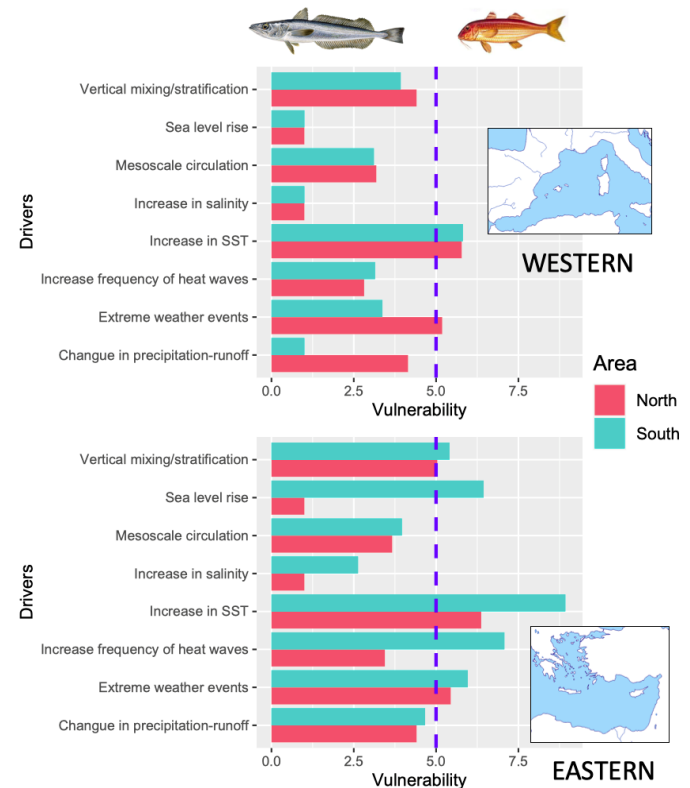 Drivers
Vertical mixing/stratification
Sea level rise
Mesoscale circulation
Increase in salinity
Increase in SST
Increase frequency of heat waves
Extreme weather events
Changue in precipitation-runoff
0.0 2.5 5.0 7.5
Vulnerability
WESTERN
Area
North
South
Drivers
Vertical mixing/stratification
Sea level rise
Mesoscale circulation
Increase in salinity
Increase in SST
Increase frequency of heat waves
Extreme weather events
Changue in precipitation-runoff
0.0 2.5 5.0 7.5
Vulnerability
EASTERN